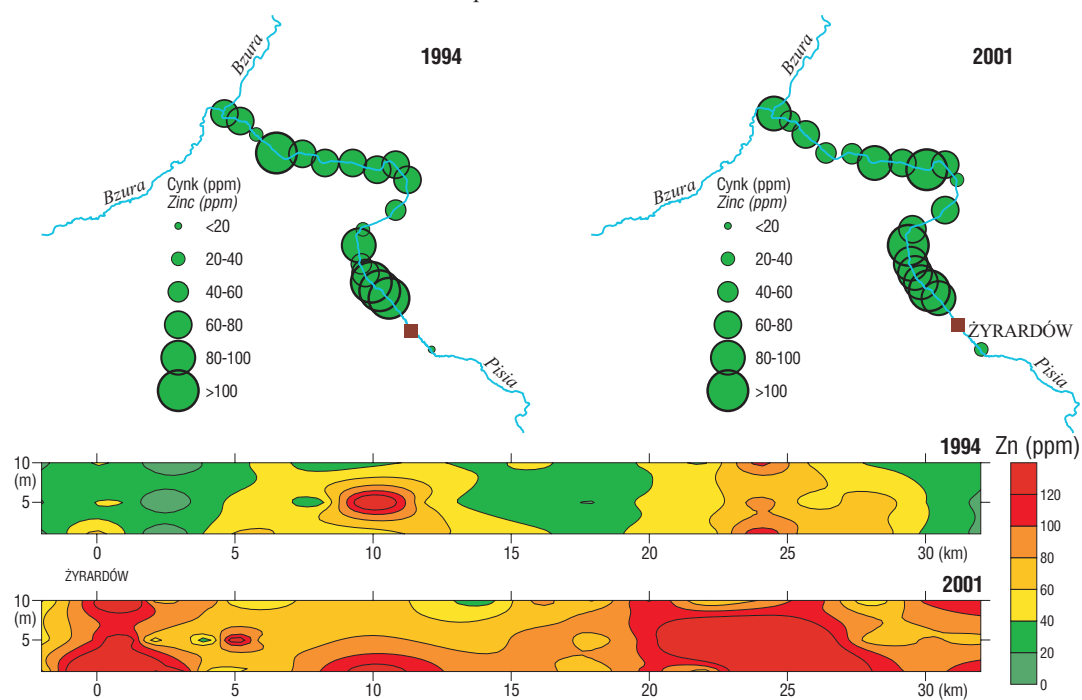 Bzura
1994
Bzura
Cynk (ppm)
Zinc (ppm)
<20
20-40
40-60
60-80
80-100
>100
Pisia
Bzura
2001
Bzura
Cynk (ppm)
Zinc (ppm)
<20
20-40
40-60
60-80
80-100
>100
ŻYRARDÓW
Pisia
1994 Zn (ppm)
10
(m)
5
0 5 10 15 20 25 30 (km)
ŻYRARDÓW
2001
10
(m)
5
0 5 10 15 20 25 30 (km)
120
100
80
60
40
20
0